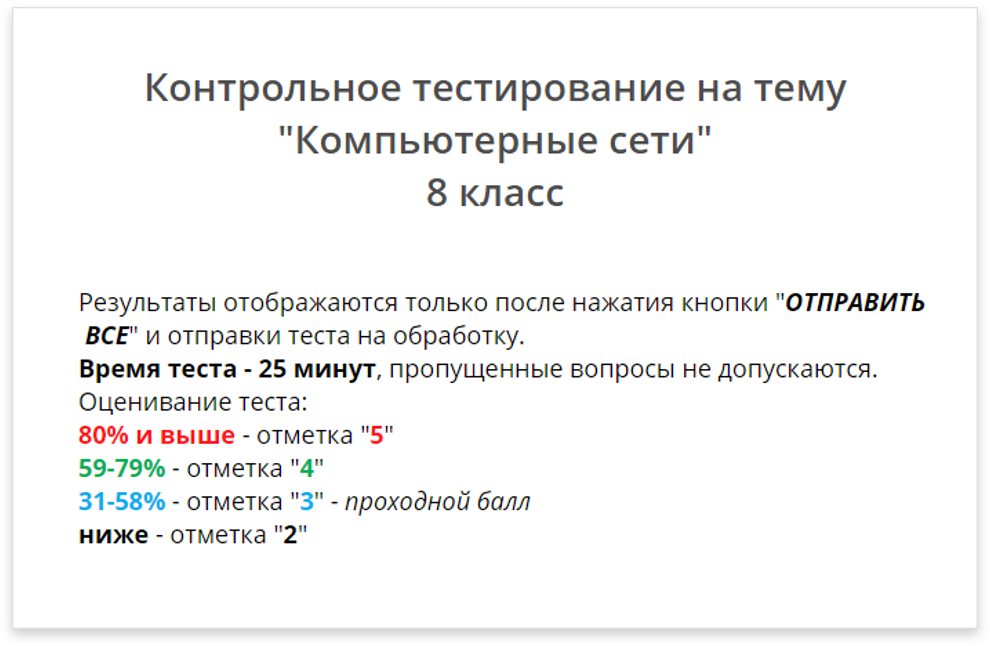 Контрольное тестирование на тему
"Компьютерные сети"
8 класс
Результаты отображаются только после нажатия кнопки "ОТПРАВИТЬ
ВСЕ" и отправки теста на обработку.
Время теста - 25 минут, пропущенные вопросы не допускаются.
Оценивание теста:
80% и выше - отметка "5"
59-79% - отметка "4"
31-58% - отметка "3" - проходной балл
ниже - отметка "2"